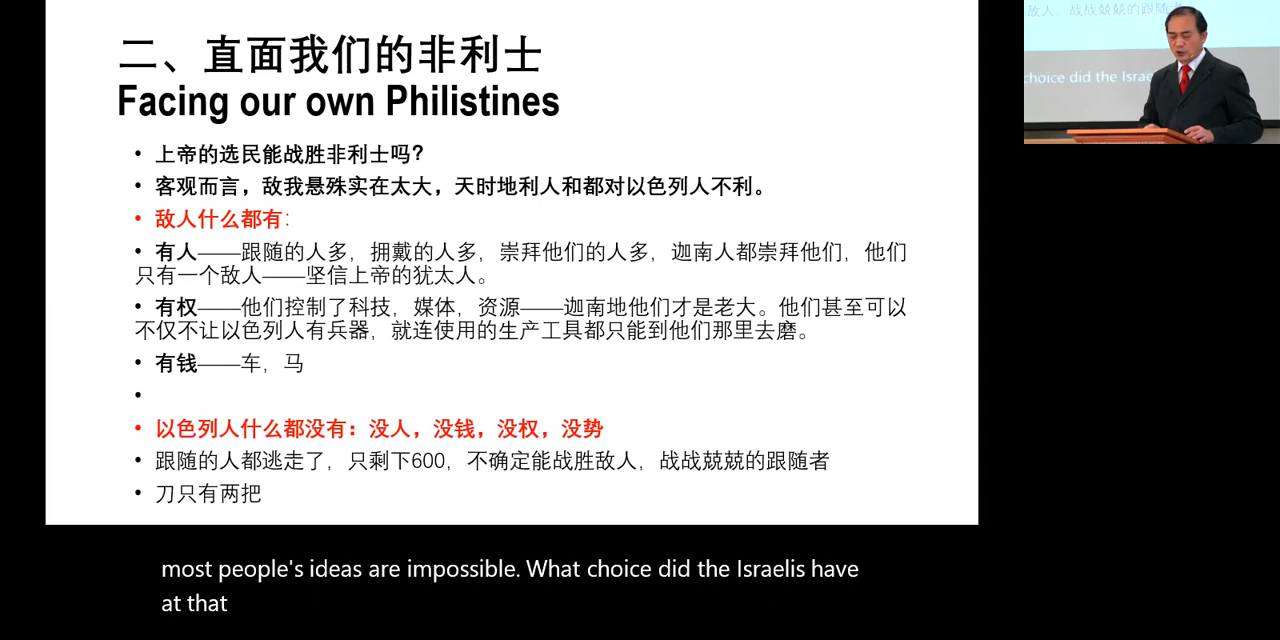 二、直面我们的非利士
Facing our own Philistines
• 上帝的选民能战胜非利士吗？
• 客观而言，敌我悬殊实在太大，天时地利人和都对以色列人不利。
• 敌人什么都有：
• 有人——跟随的人多，拥戴的人多，崇拜他们的人多，迦南人都崇拜他们，他们
只有一个敌人——坚信上帝的犹太人。
• 有权——他们控制了科技，媒体，资源——迦南地他们才是老大。他们甚至可以
不仅不让以色列人有兵器，就连使用的生产工具都只能到他们那里去磨。
• 有钱——车，马
•
• 以色列人什么都没有：没人，没钱，没权，没势
• 跟随的人都逃走了，只剩下600，不确定能战胜敌人，战战兢兢的跟随者
• 刀只有两把
敌人，战战兢兢的跟随者
choice did the Israe
most people's ideas are impossible. What choice did the Israelis have
at that